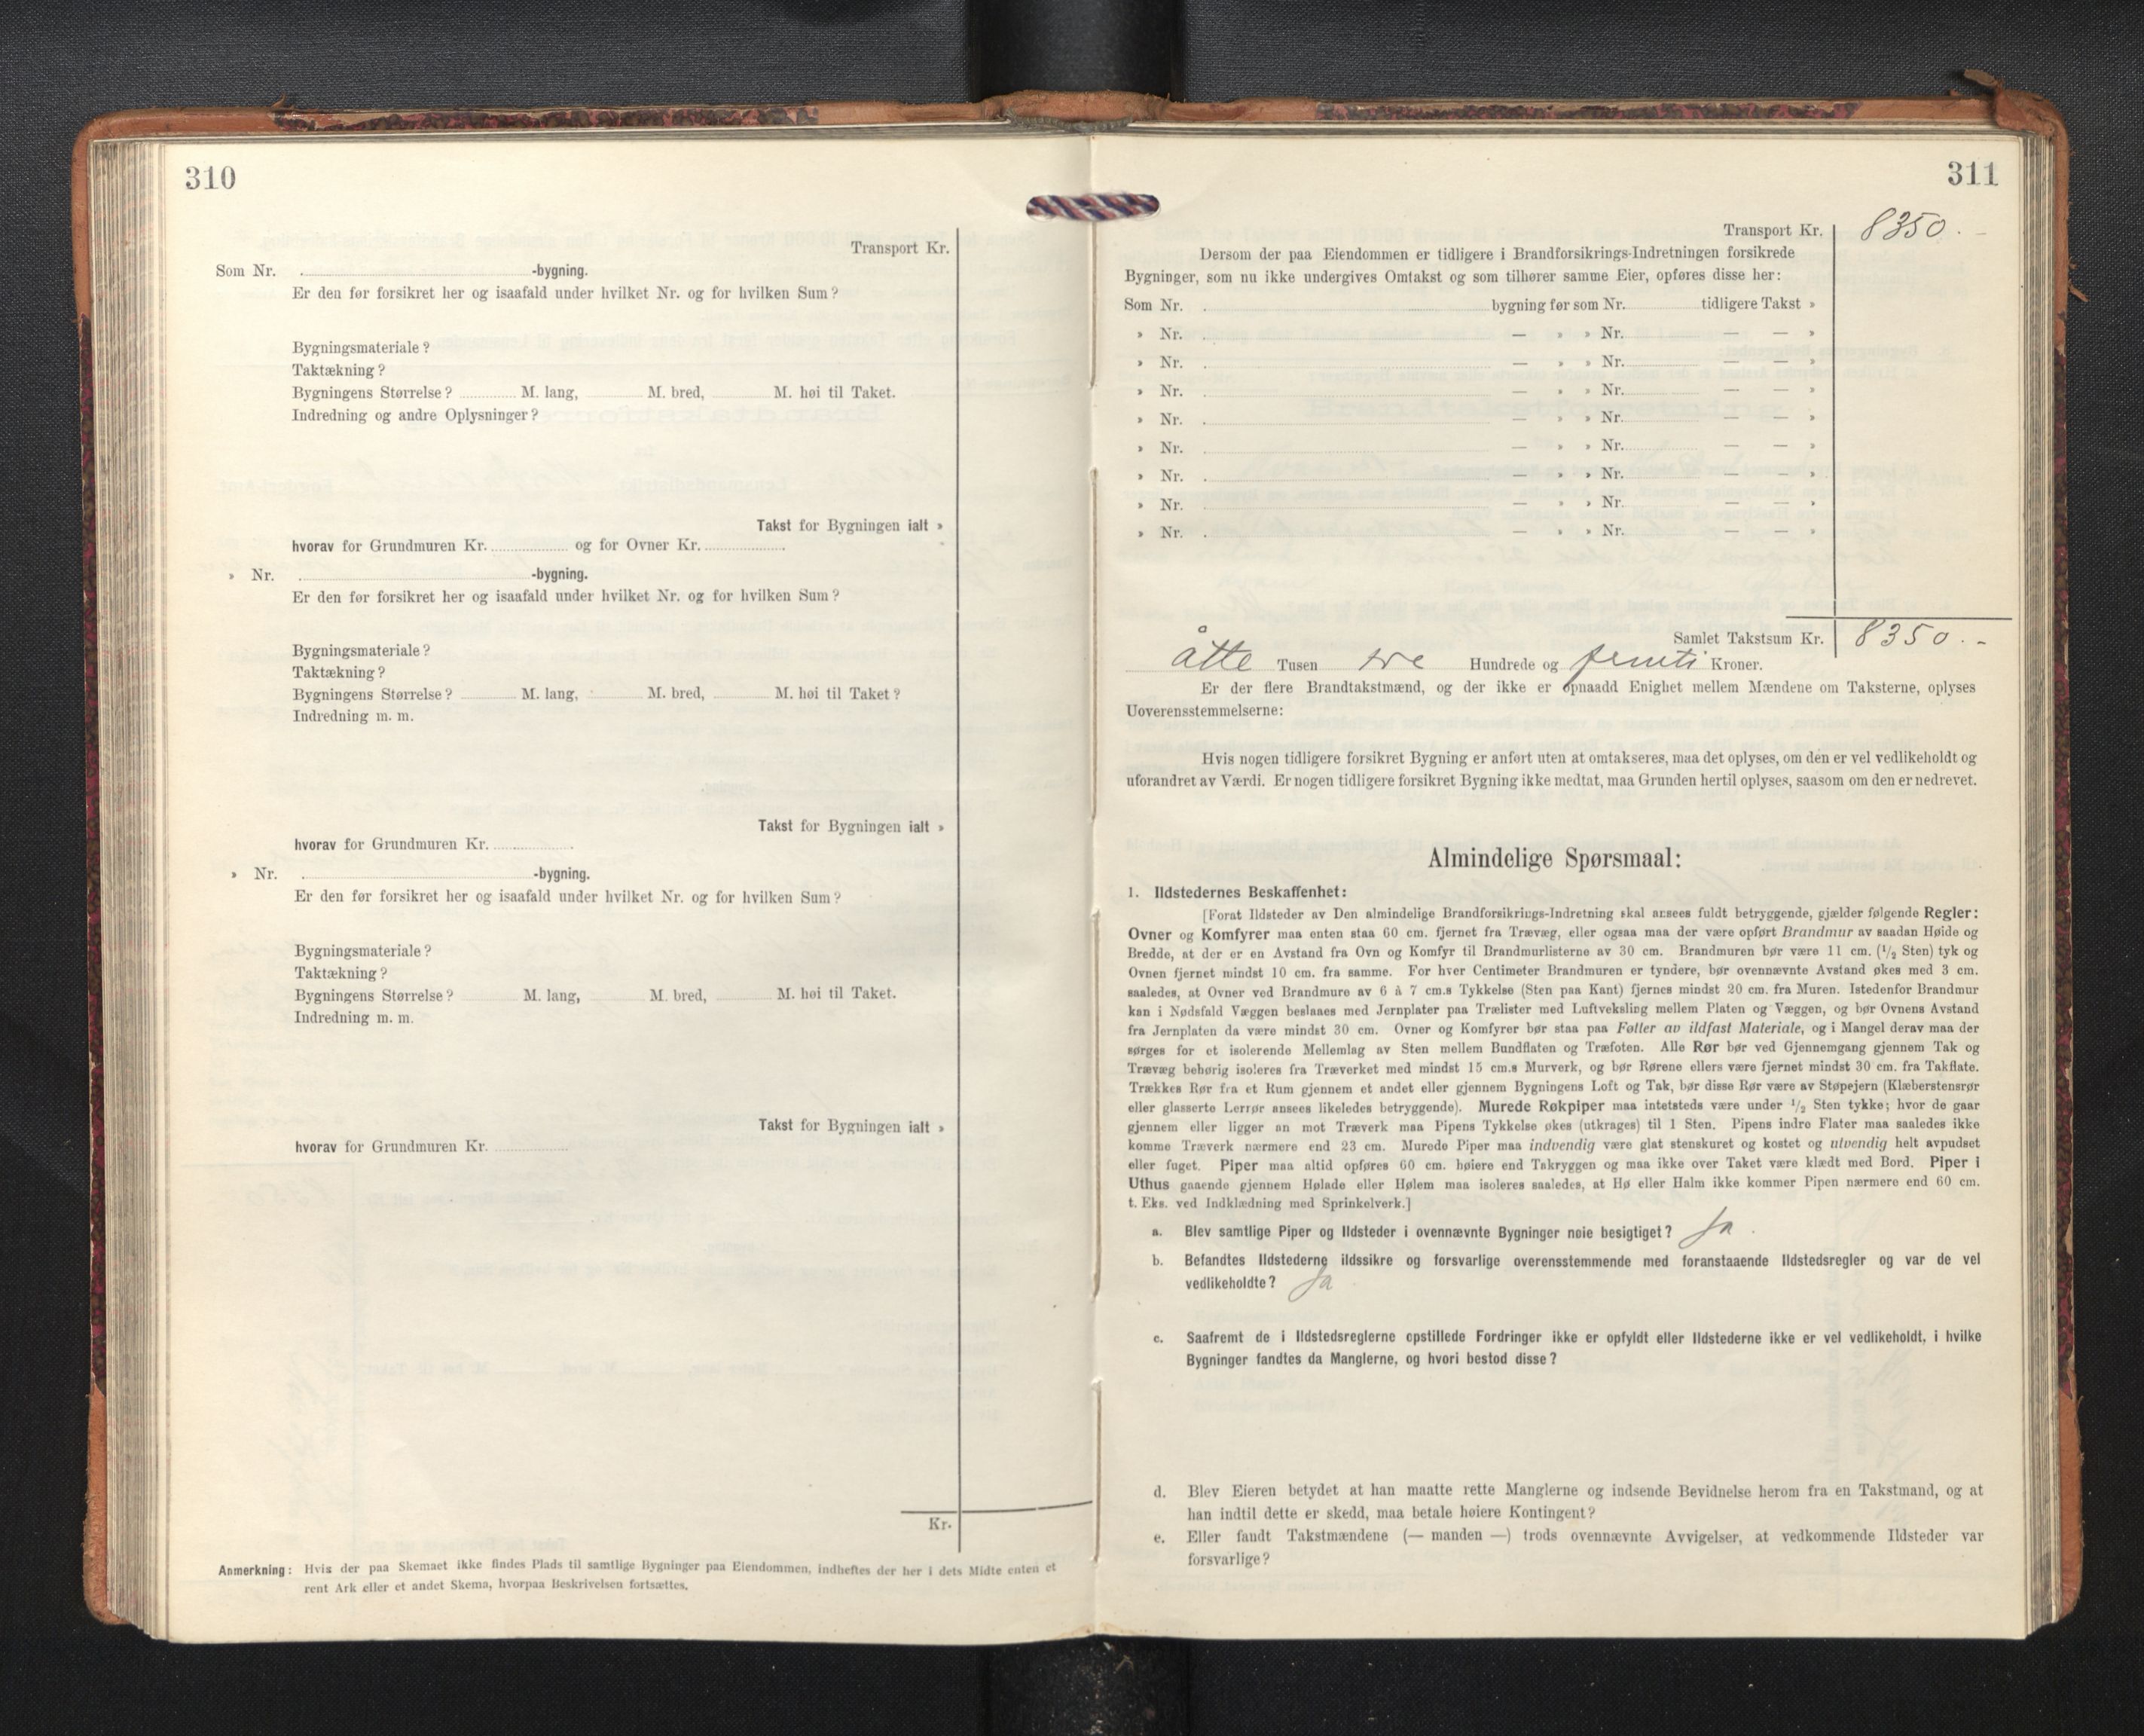 310
Transport Kr.
Som Nr. -bygning.
Er den før forsikret her og isaafald under hvilket Nr. og for hvilken Sum?
Bygningsmateriale?
Taktækning?
Bygningens Størrelse? M. lang, M. bred, M. høi til Taket.
Indredning og andre Oplysninger?
Takst for Bygningen ialt »
hvorav for Grundmuren Kr. og for Ovner Kr.
» Nr. -bygning.
Er den før forsikret her og isaafald under hvilket Nr. og for hvilken Sum?
Bygningsmateriale?
Taktækning?
Bygningens Størrelse? M. lang, M. bred, M. høi til Taket?
Indredning m. m.
Takst for Bygningen ialt »
hvorav for Grundmuren Kr.
» Nr. -bygning.
Er den før forsikret her og isaafald under hvilket Nr. og for hvilken Sum?
Bygningsmateriale?
Taktækning?
Bygningens Størrelse? M. lang, M. bred, M. høi til Taket.
Indredning m. m.
Takst for Bygningen ialt »
hvorav for Grundmuren Kr.
Kr.
Anmerkning: Hvis der paa Skemaet ikke findes Plads til samtlige Bygninger paa Eiendommen, indheftes der her i dets Midte enten et
rent Ark eller et andet Skema, hvorpaa Beskrivelsen fortsættes.
311
Transport Kr. 8350.-
Dersom der paa Eiendommen er tidligere i Brandforsikrings-Indretningen forsikrede
Bygninger, som nu ikke undergives Omtakst og som tilhører samme Eier, opføres disse her:
Som Nr. bygning før som Nr. tidligere Takst »
» Nr. — » » Nr. — — »
» Nr. — » » Nr. — — »
» Nr. — » » Nr. — — »
» Nr. — » » Nr. — — »
» Nr. — » » Nr. — — »
» Nr. — » » Nr. — — »
» Nr. — » » Nr. — — »
» Nr. — » » Nr. — — »
Samlet Takstsum Kr. 8350.-
åtte Tusen tre Hundrede og femti Kroner.
Er der flere Brandtakstmænd, og der ikke er opnaadd Enighet mellem Mændene om Taksterne, oplyses
Uoverensstemmelserne:
Hvis nogen tidligere forsikret Bygning er anført uten at omtakseres, maa det oplyses, om den er vel vedlikeholdt og
uforandret av Værdi. Er nogen tidligere forsikret Bygning ikke medtat, maa Grunden hertil oplyses, saasom om den er nedrevet.
Almindelige Spørsmaal:
1. Ildstedernes Beskaffenhet:
[Forat Ildsteder av Den almindelige Brandforsikrings-Indretning skal ansees fuldt betryggende, gjælder følgende Regler:
Ovner og Komfyrer maa enten staa 60 cm. fjernet fra Trævæg, eller ogsaa maa der være opført Brandmur av saadan Høide og
Bredde, at der er en Avstand fra Ovn og Komfyr til Brandmurlisterne av 30 cm. Brandmuren bør være 11 cm. (1/2 Sten) tyk og
Ovnen fjernet mindst 10 cm. fra samme. For hver Centimeter Brandmuren er tyndere, bør ovennævnte Avstand økes med 3 cm.
saaledes, at Ovner ved Brandmure av 6 à 7 cm.s Tykkelse (Sten paa Kant) fjernes mindst 20 cm. fra Muren. Istedenfor Brandmur
kan i Nødsfald Væggen beslaaes med Jernplater paa Trælister med Luftveksling mellem Platen og Væggen, og bør Ovnens Avstand
fra Jernplaten da være mindst 30 cm. Ovner og Komfyrer bør staa paa Føtter av ildfast Materiale, og i Mangel derav maa der
sørges for et isolerende Mellemlag av Sten mellem Bundflaten og Træfoten. Alle Rør bør ved Gjennemgang gjennem Tak og
Trævæg behørig isoleres fra Træverket med mindst 15 cm.s Murverk, og bør Rørene ellers være fjernet mindst 30 cm. fra Takflate.
Trækkes Rør fra et Rum gjennem et andet eller gjennem Bygningens Loft og Tak, bør disse Rør være av Støpejern (Klæberstensrør
eller glasserte Lerrør ansees likeledes betryggende). Murede Røkpiper maa intetsteds være under 1/2 Sten tykke; hvor de gaar
gjennem eller ligger an mot Træverk maa Pipens Tykkelse økes (utkrages) til 1 Sten. Pipens indre Flater maa saaledes ikke
komme Træverk nærmere end 23 cm. Murede Piper maa indvendig være glat stenskuret og kostet og utvendig helt avpudset
eller fuget. Piper maa altid opføres 60 cm. høiere end Takryggen og maa ikke over Taket være klædt med Bord. Piper i
Uthus gaaende gjennem Hølade eller Hølem maa isoleres saaledes, at Hø eller Halm ikke kommer Pipen nærmere end 60 cm.
t. Eks. ved Indklædning med Sprinkelverk.]
a. Blev samtlige Piper og Ildsteder i ovennævnte Bygninger nøie besigtiget? Ja.
b. Befandtes Ildstederne ildssikre og forsvarlige overensstemmende med foranstaaende Ildstedsregler og var de vel
vedlikeholdte? Ja
c. Saafremt de i Ildstedsreglerne opstillede Fordringer ikke er opfyldt eller Ildstederne ikke er vel vedlikeholdt, i hvilke
Bygninger fandtes da Manglerne, og hvori bestod disse?
d. Blev Eieren betydet at han maatte rette Manglerne og indsende Bevidnelse herom fra en Takstmand, og at
han indtil dette er skedd, maa betale høiere Kontingent?
e. Eller fandt Takstmændene (— manden —) trods ovennævnte Avvigelser, at vedkommende Ildsteder var
forsvarlige?